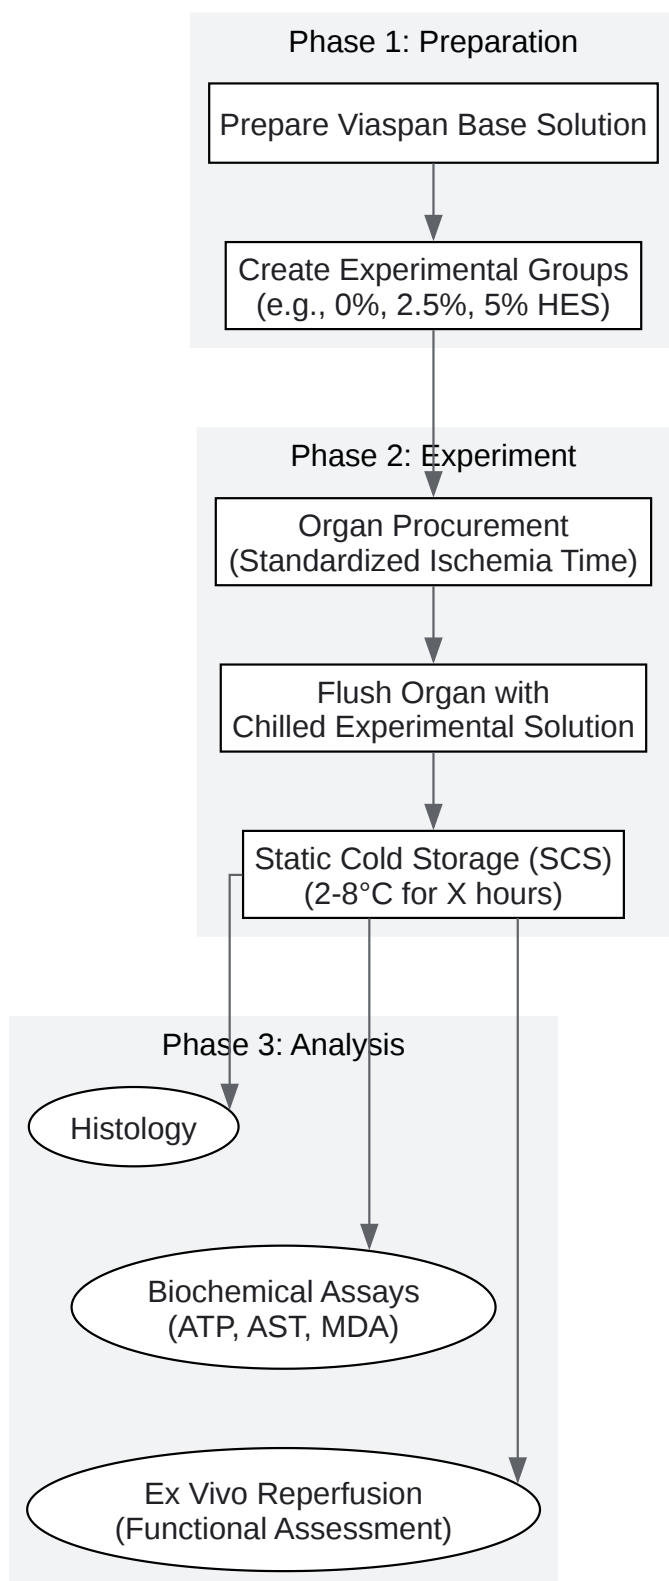 Phase 1: Preparation
Prepare Viaspan Base Solution
Create Experimental Groups
(e.g., 0%, 2.5%, 5% HES)
Phase 2: Experiment
Organ Procurement
(Standardized Ischemia Time)
Flush Organ with
Chilled Experimental Solution
Static Cold Storage (SCS)
(2-8°C for X hours)
Phase 3: Analysis
Histology
Biochemical Assays
(ATP, AST, MDA)
Ex Vivo Reperfusion
(Functional Assessment)